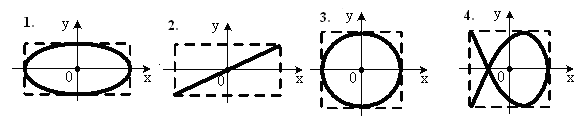 1. y 0 x
2. y 0 x
3. y 0 x
4. y 0 x